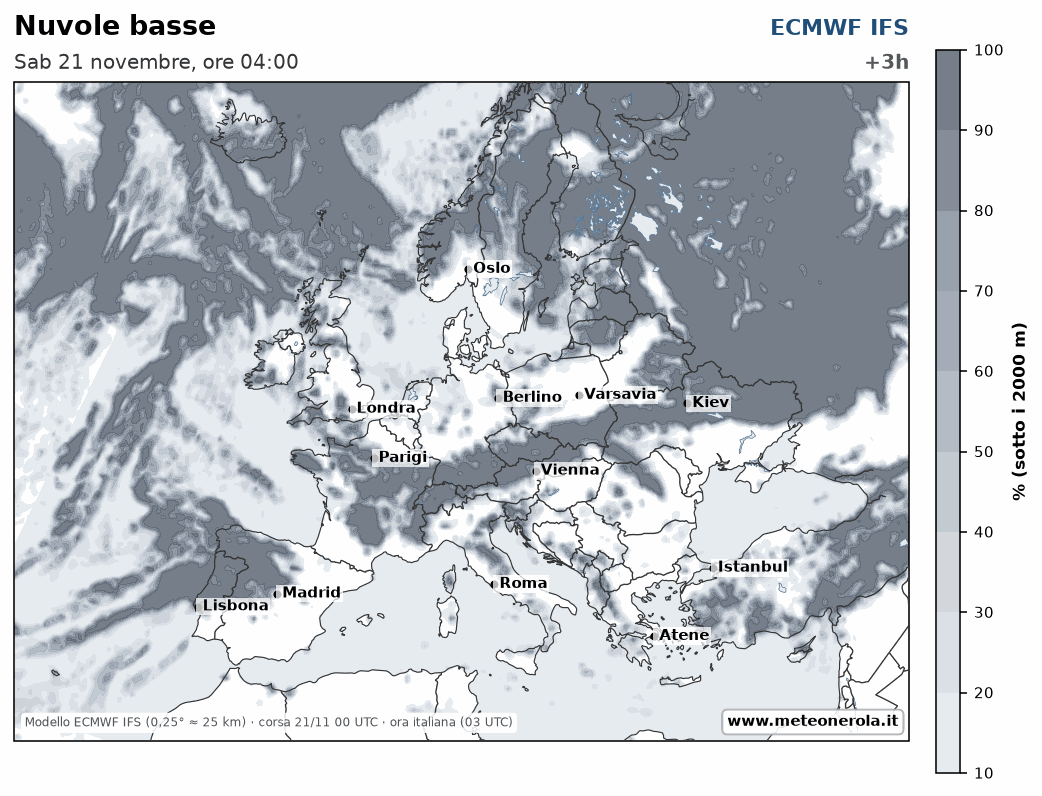 Nuvole basse
ECMWF IFS
Sab 21 novembre, ore 04:00
+3h
100
90
80
70
60
50
40
30
20
10
% (sotto i 2000 m)
Oslo
Berlino
Varsavia
Kiev
Londra
Parigi
Vienna
Istanbul
Roma
Madrid
Lisbona
Atene
Modello ECMWF IFS (0,25° ≈ 25 km) · corsa 21/11 00 UTC · ora italiana (03 UTC)
www.meteonerola.it